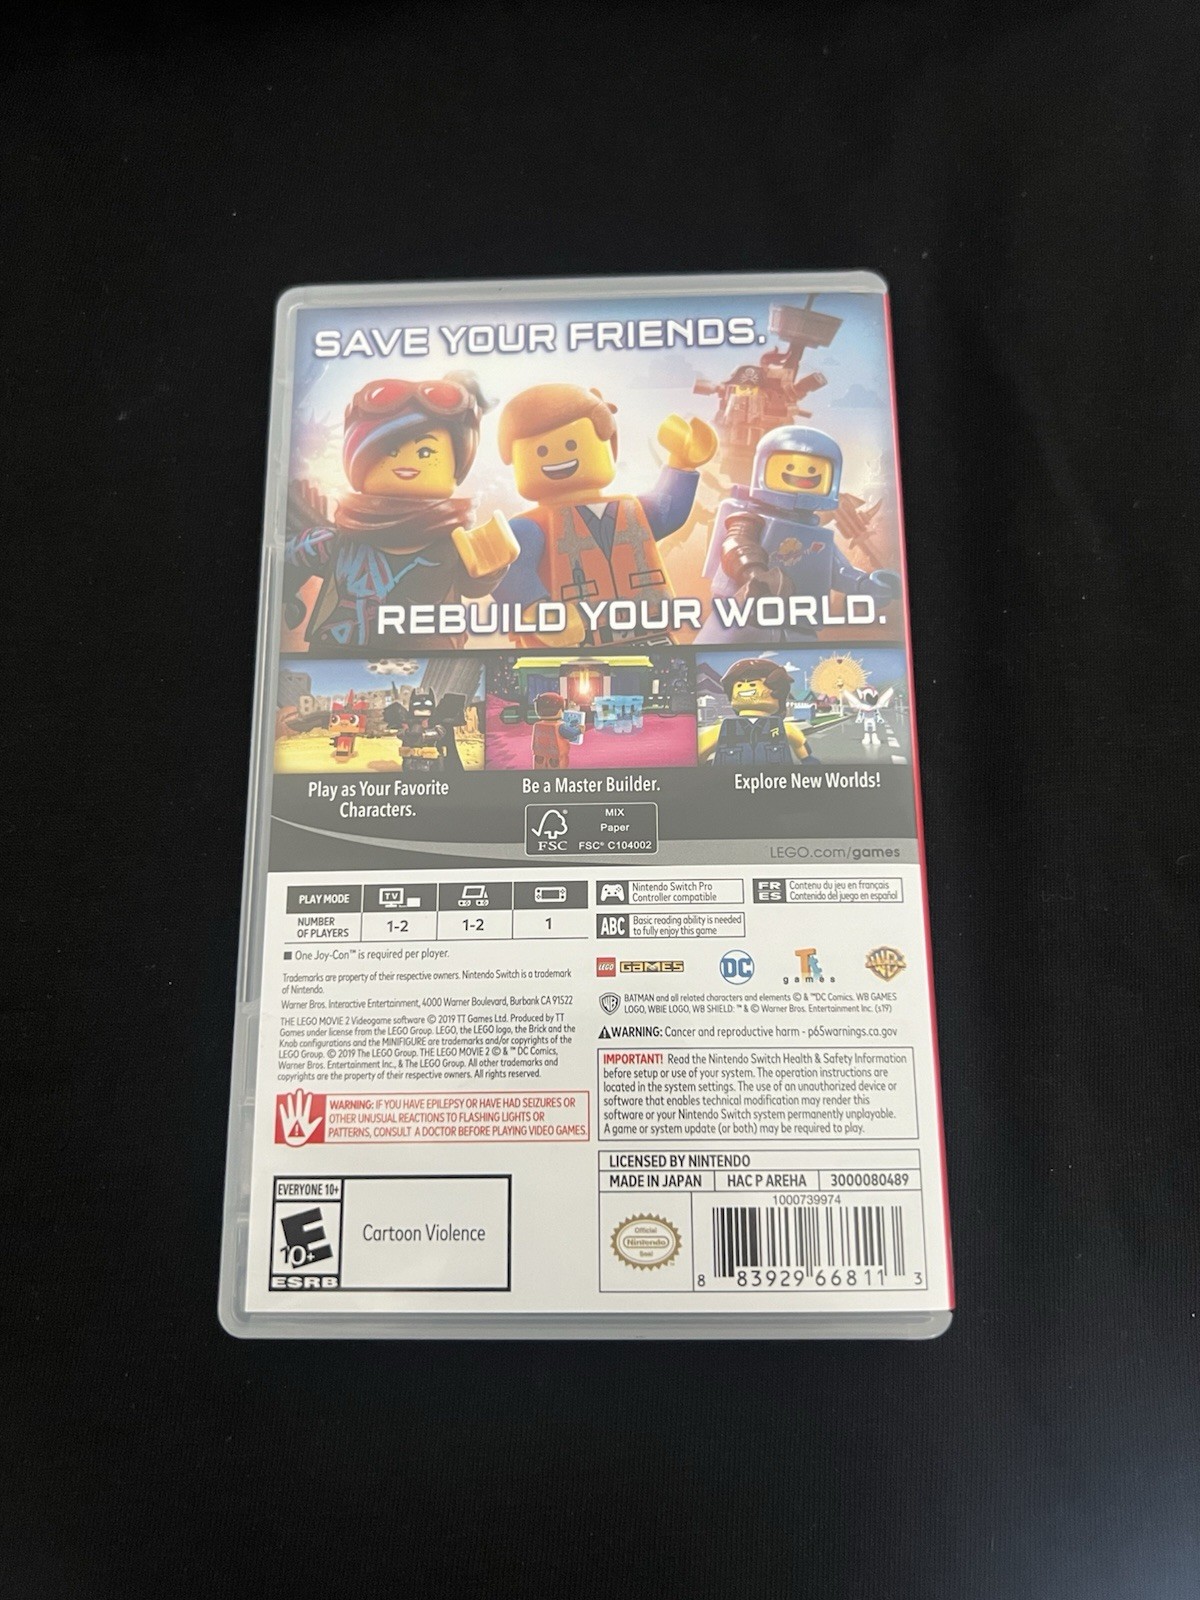 SAVE YOUR FRIENDS.
REBUILD YOUR WORLD.
Play as Your Favorite
Characters.
Be a Master Builder.
Explore New Worlds!
MIX
Paper
FSC
FSC® C104002
LEGO.com/games
PLAY MODE
TV
NUMBER
OF PLAYERS
1-2
1-2
1
One Joy-Con™ is required per player.
Nintendo Switch Pro
Controller compatible
FR
ES
Contenu du jeu en français
Contenido del juego en español
ABC
Basic reading ability is needed
to fully enjoy this game
Trademarks are property of their respective owners. Nintendo Switch is a trademark
of Nintendo.
Warner Bros. Interactive Entertainment, 4000 Warner Boulevard, Burbank CA 91522
THE LEGO MOVIE 2 Videogame software © 2019 TT Games Ltd. Produced by TT
Games under license from the LEGO Group. LEGO, the LEGO logo, the Brick and the
Knob configurations and the MINIFIGURE are trademarks and/or copyrights of the
LEGO Group. © 2019 The LEGO Group. THE LEGO MOVIE 2 © & ™ DC Comics,
Warner Bros. Entertainment Inc., & The LEGO Group. All other trademarks and
copyrights are the property of their respective owners. All rights reserved.
LEGO GAMES
DC
TT
games
WB
BATMAN and all related characters and elements © & ™DC Comics. WB GAMES
LOGO, WBIE LOGO, WB SHIELD: ™ & © Warner Bros. Entertainment Inc. (s19)
WARNING: Cancer and reproductive harm - p65warnings.ca.gov
WARNING: IF YOU HAVE EPILEPSY OR HAVE HAD SEIZURES OR
OTHER UNUSUAL REACTIONS TO FLASHING LIGHTS OR
PATTERNS, CONSULT A DOCTOR BEFORE PLAYING VIDEO GAMES.
IMPORTANT! Read the Nintendo Switch Health & Safety Information
before setup or use of your system. The operation instructions are
located in the system settings. The use of an unauthorized device or
software that enables technical modification may render this
software or your Nintendo Switch system permanently unplayable.
A game or system update (or both) may be required to play.
EVERYONE 10+
E
10+
ESRB
Cartoon Violence
LICENSED BY NINTENDO
MADE IN JAPAN
HAC P AREHA
3000080489
1000739974
Official
Nintendo
Seal
8 83929 66811 3